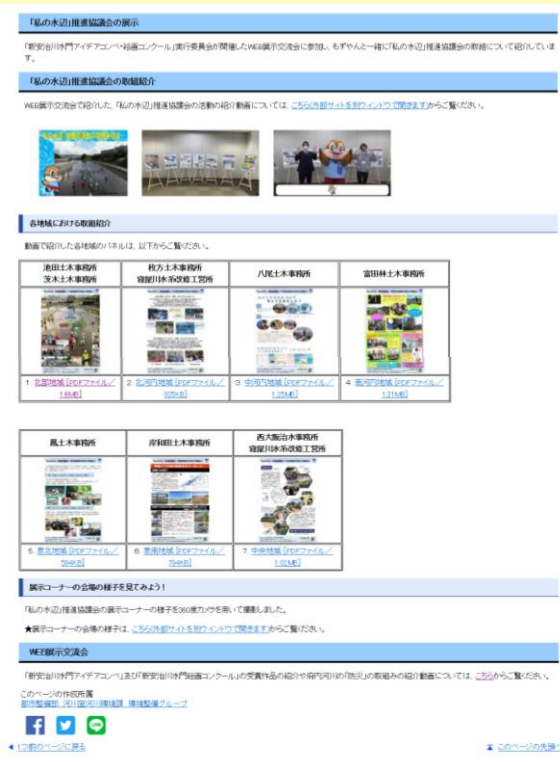 「私の水辺」推進協議会の展示
「新安治川水門アイデアコンペ・絵画コンクール」実行委員会が開催したWEB展示交流会に参加し、もずやんと一緒に「私の水辺」推進協議会の取組について紹介していま
す。
「私の水辺」推進協議会の取組紹介
WEB展示交流会で紹介した、「私の水辺」推進協議会の活動の紹介動画については、こちら(外部サイトを別ウインドウで開きます)からご覧ください。
各地域における取組紹介
動画で紹介した各地域のパネルは、以下からご覧ください。
池田土木事務所
茨木土木事務所
枚方土木事務所
寝屋川水系改修工営所
八尾土木事務所
富田林土木事務所
1. 北部地域 [PDFファイル/
1.6MB]
2. 北河内地域 [PDFファイル/
935KB]
3. 中河内地域 [PDFファイル/
1.25MB]
4. 南河内地域 [PDFファイル/
1.31MB]
鳳土木事務所
岸和田土木事務所
西大阪治水事務所
寝屋川水系改修工営所
5. 泉北地域 [PDFファイル/
594KB]
6. 泉南地域 [PDFファイル/
794KB]
7. 中央地域 [PDFファイル/
1.02MB]
展示コーナーの会場の様子を見てみよう!
「私の水辺」推進協議会の展示コーナーの様子を360度カメラを用いて撮影しました。
★展示コーナーの会場の様子は、こちら(外部サイトを別ウインドウで開きます)からご覧ください。
WEB展示交流会
「新安治川水門アイデアコンペ」及び「新安治川水門絵画コンクール」の受賞作品の紹介や府内河川の「防災」の取組みの紹介動画については、こちらからご覧ください。
このページの作成所属
都市整備部 河川室河川環境課 環境整備グループ
1つ前のページに戻る
このページの先頭へ